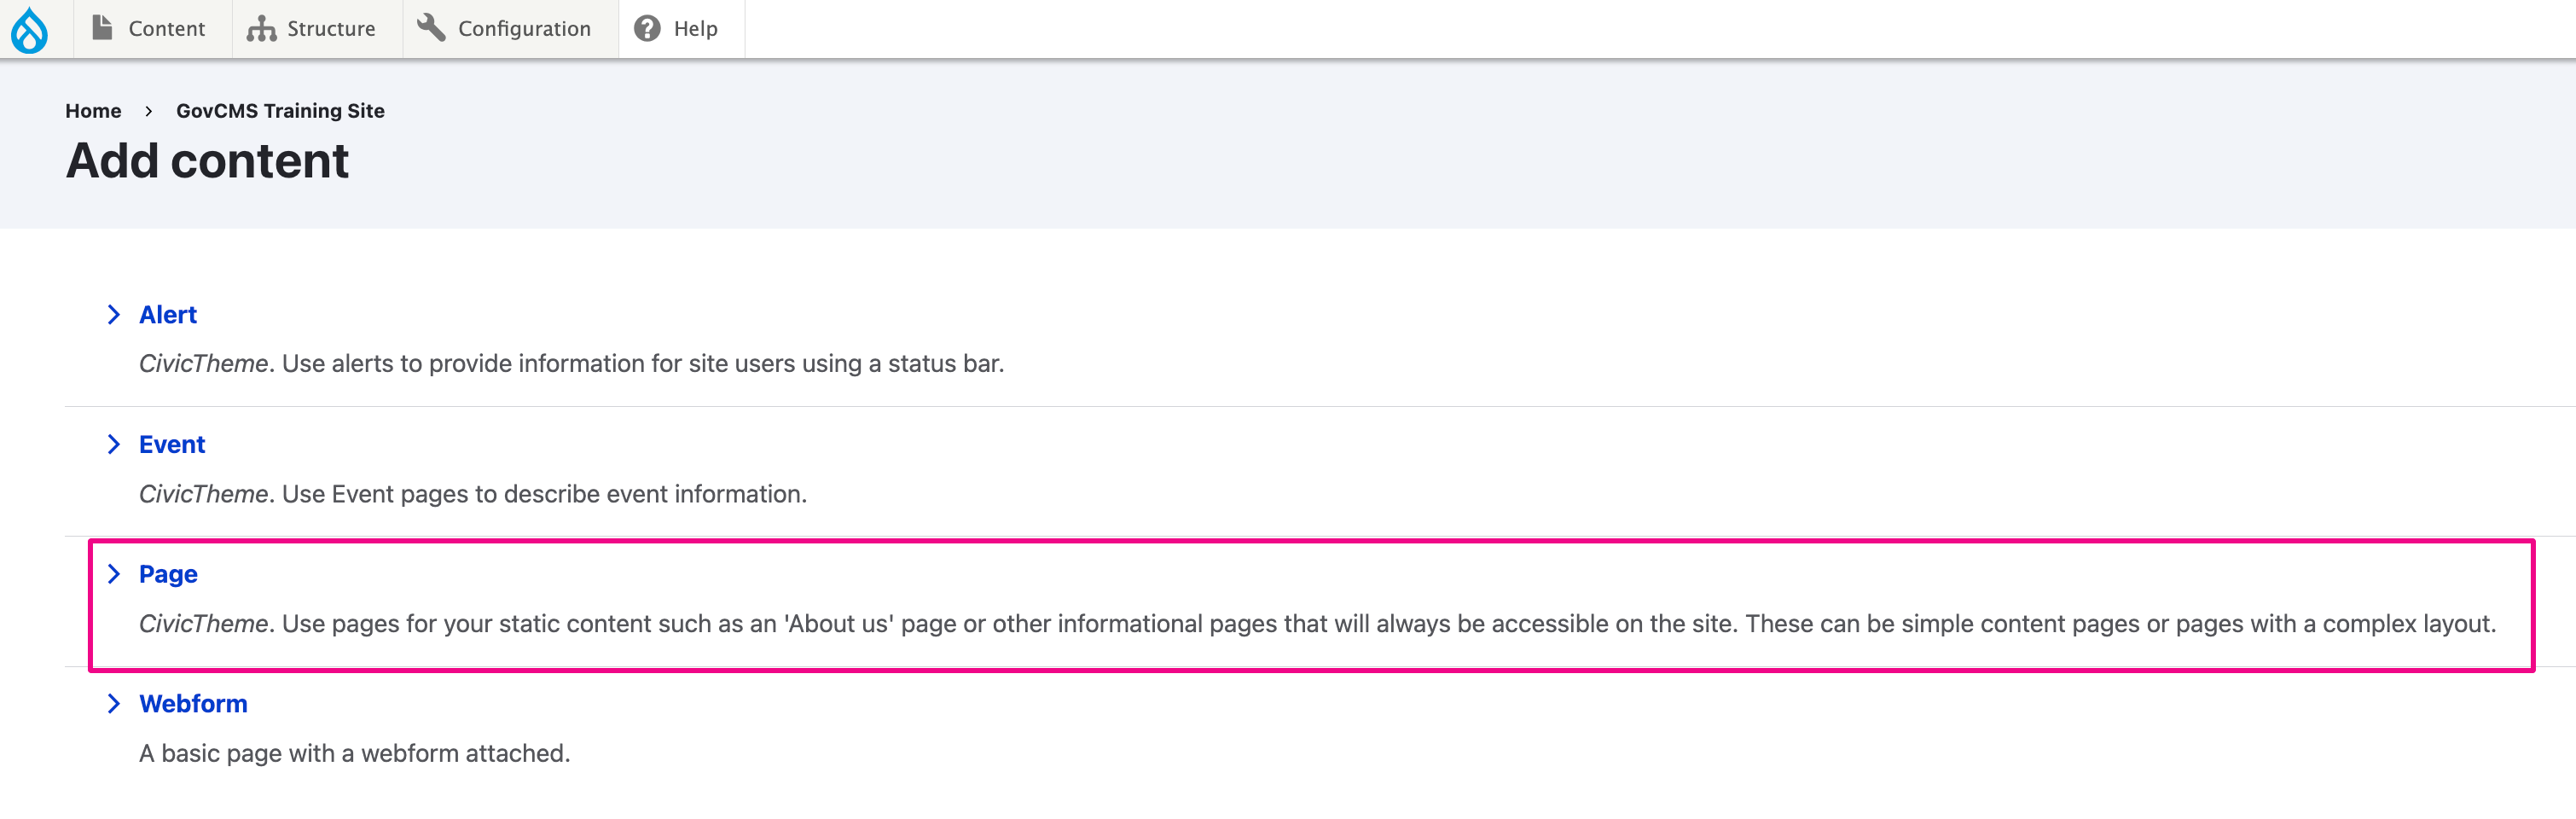 Content Structure Configuration Help
Home > GovCMS Training Site
Add content
Alert
CivicTheme. Use alerts to provide information for site users using a status bar.
Event
CivicTheme. Use Event pages to describe event information.
Page
CivicTheme. Use pages for your static content such as an 'About us' page or other informational pages that will always be accessible on the site. These can be simple content pages or pages with a complex layout.
Webform
A basic page with a webform attached.